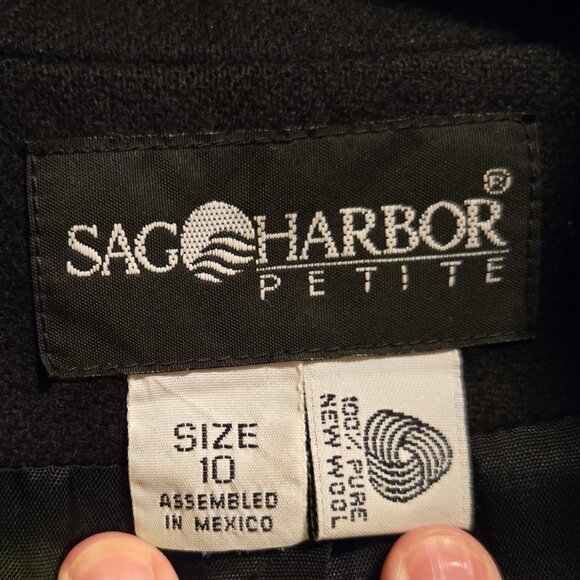 SAG HARBOR®
PETITE
SIZE
10
ASSEMBLED
IN MEXICO
100% PURE
NEW WOOL